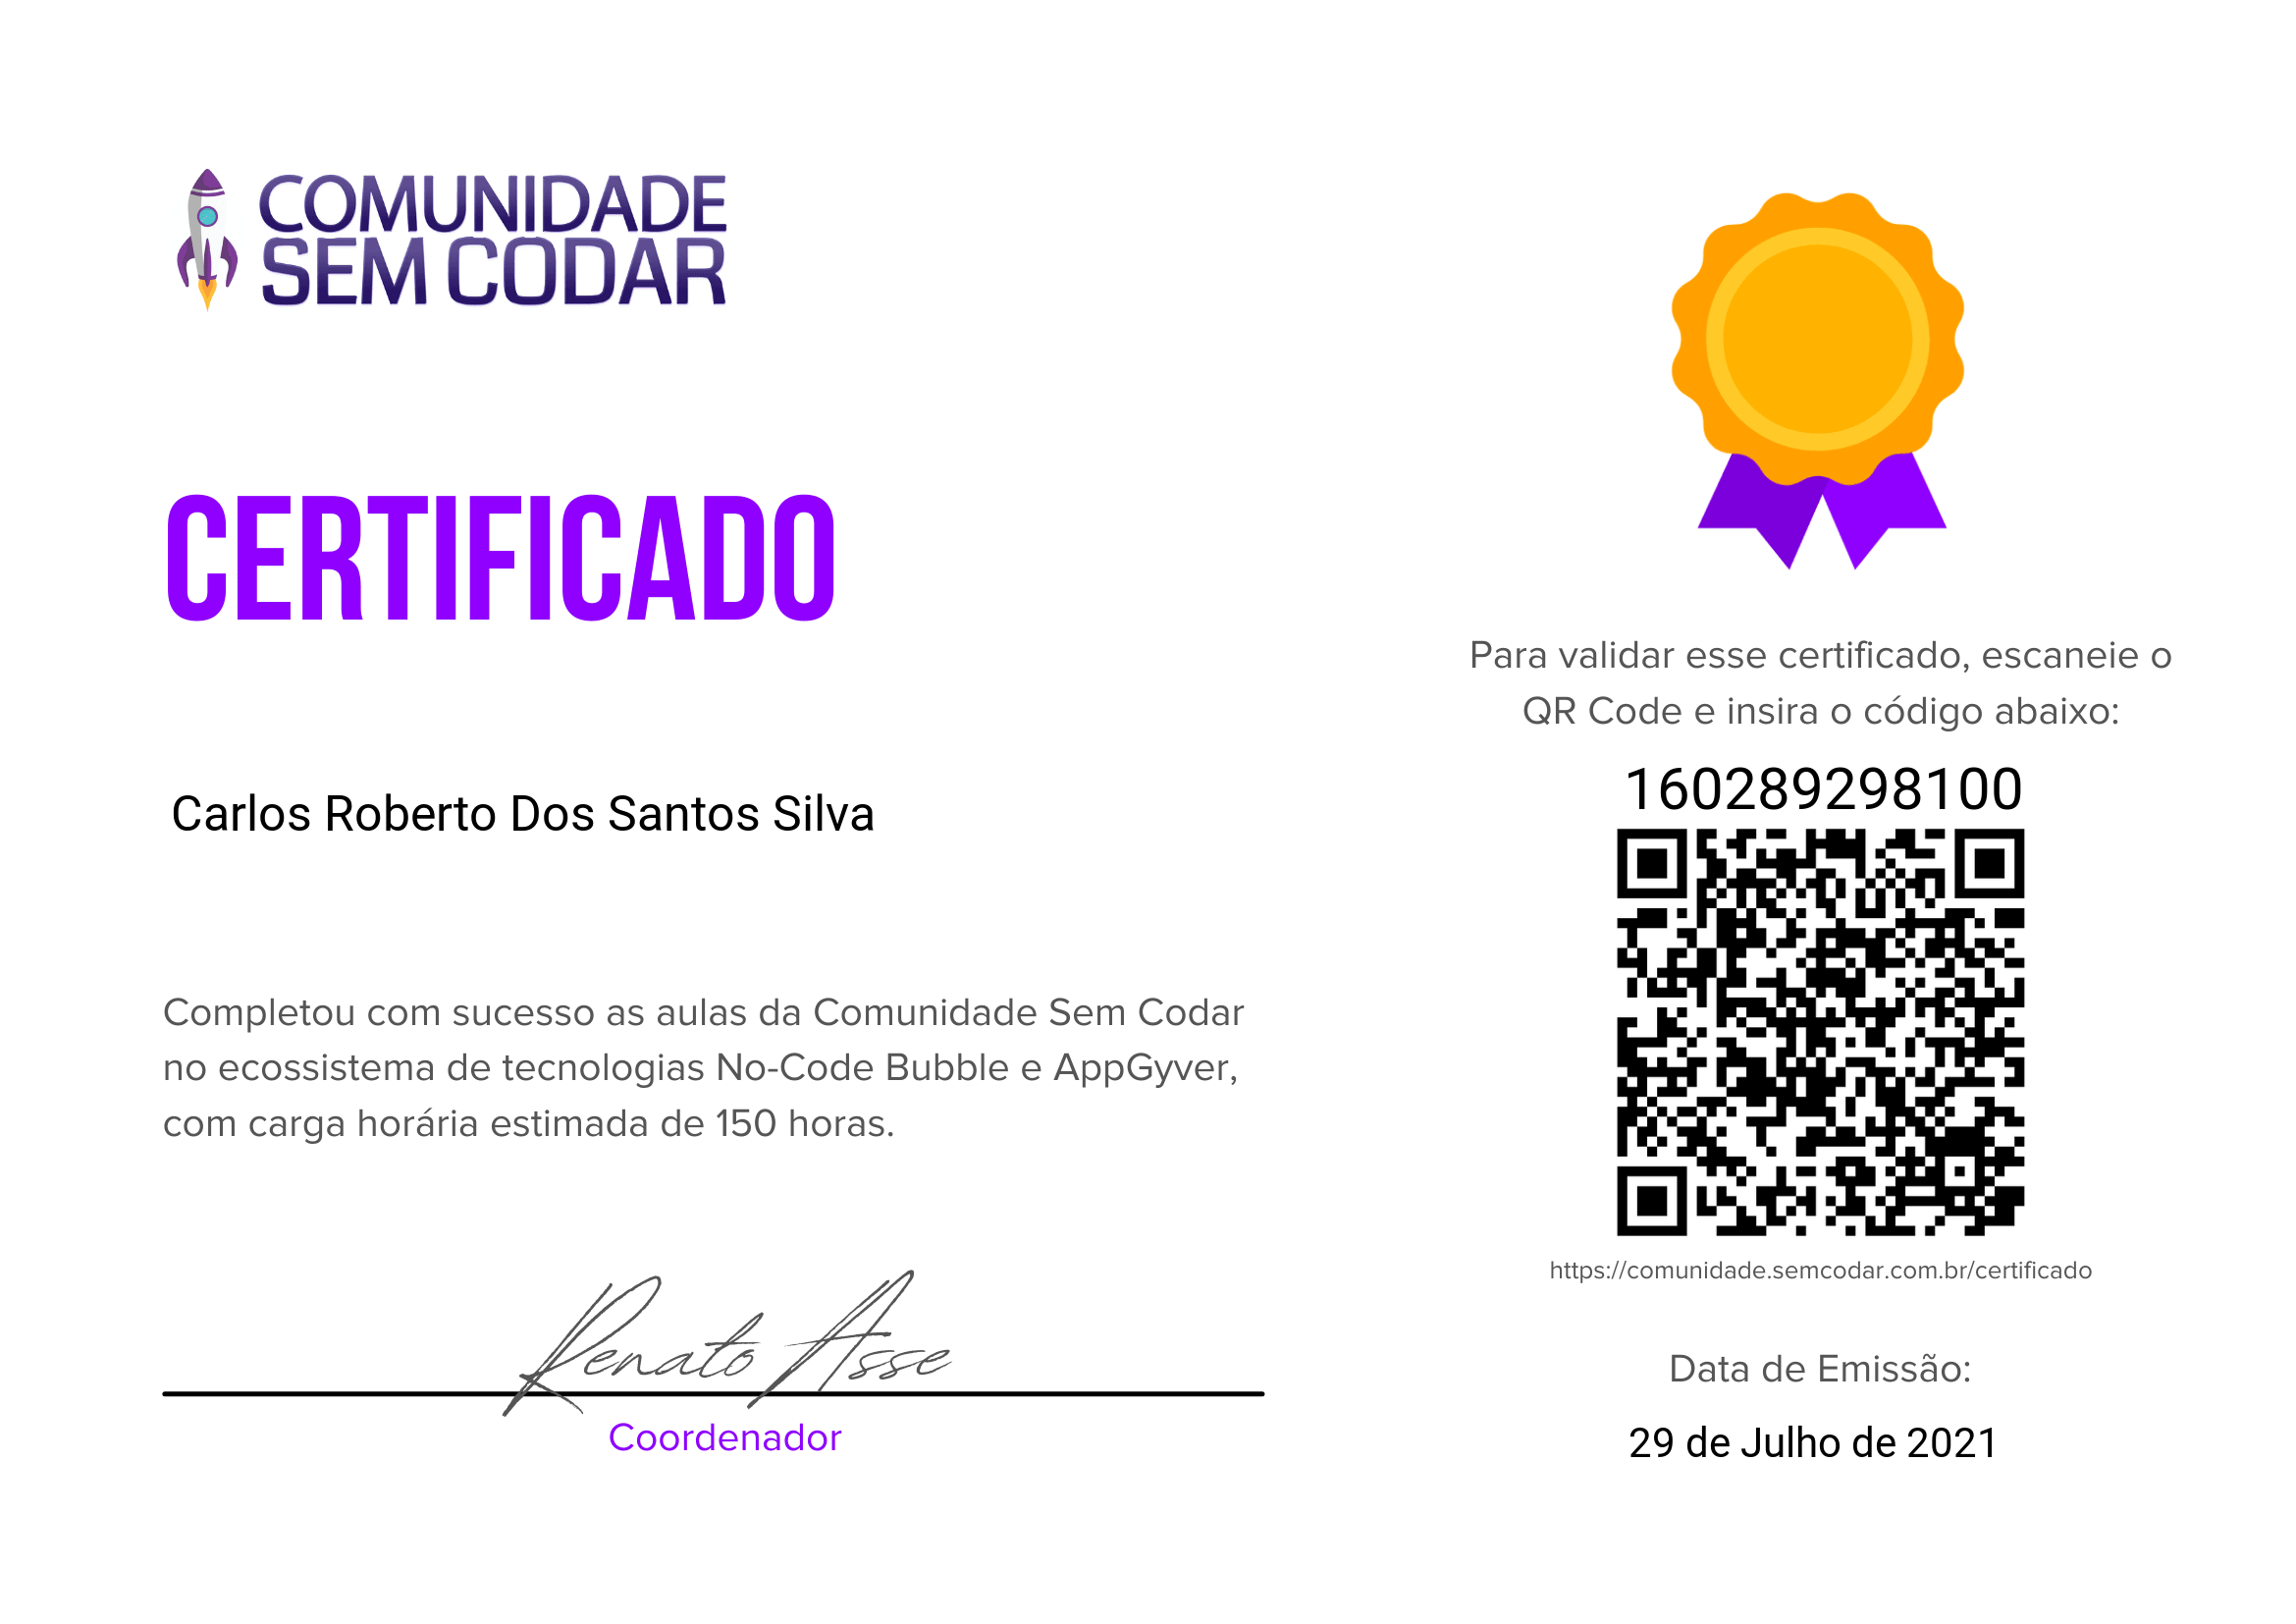 COMUNIDADE
SEM CODAR
CERTIFICADO
Carlos Roberto Dos Santos Silva
Completou com sucesso as aulas da Comunidade Sem Codar
no ecossistema de tecnologias No-Code Bubble e AppGyver,
com carga horária estimada de 150 horas.
Renato Asse
Coordenador
Para validar esse certificado, escaneie o
QR Code e insira o código abaixo:
160289298100
https://comunidade.semcodar.com.br/certificado
Data de Emissão:
29 de Julho de 2021